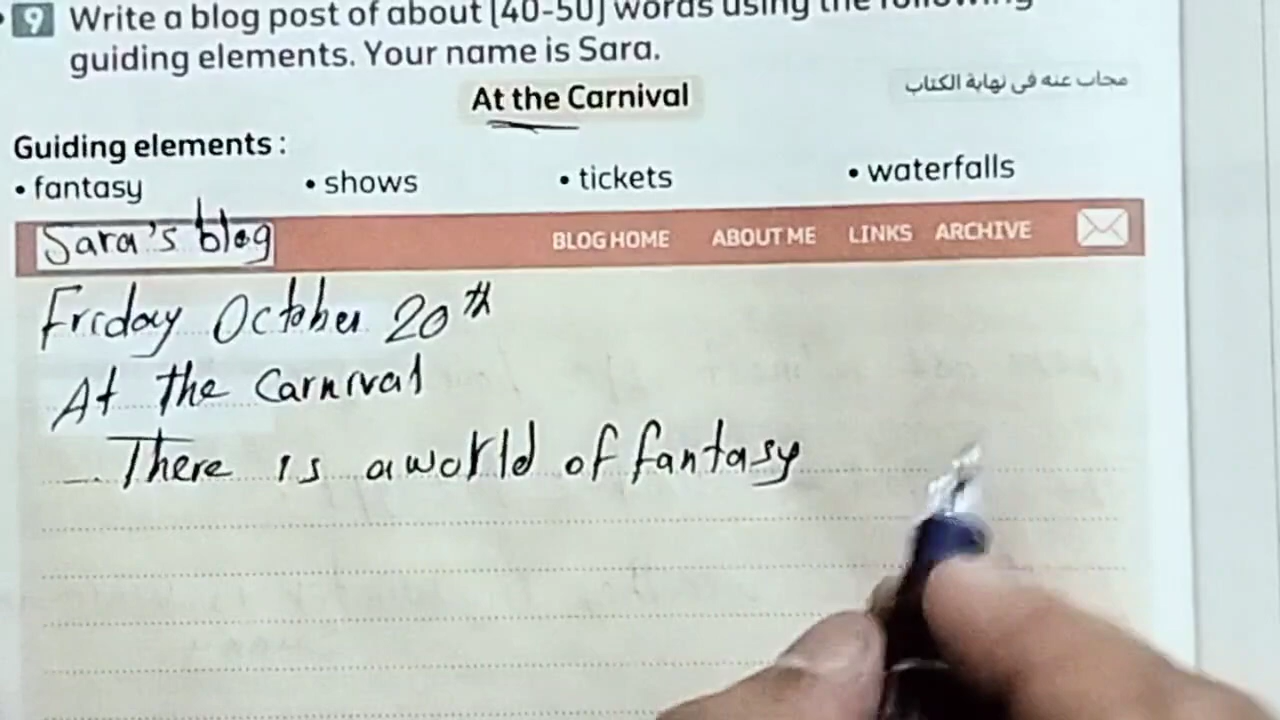 9 Write a blog post of about (40-50) words using the following
guiding elements. Your name is Sara.
At the Carnival
مجاب عنه فى نهاية الكتاب
Guiding elements :
• fantasy • shows • tickets • waterfalls
Sara's blog BLOG HOME ABOUT ME LINKS ARCHIVE
Friday October 20th
At the Carnival
There is a world of fantasy